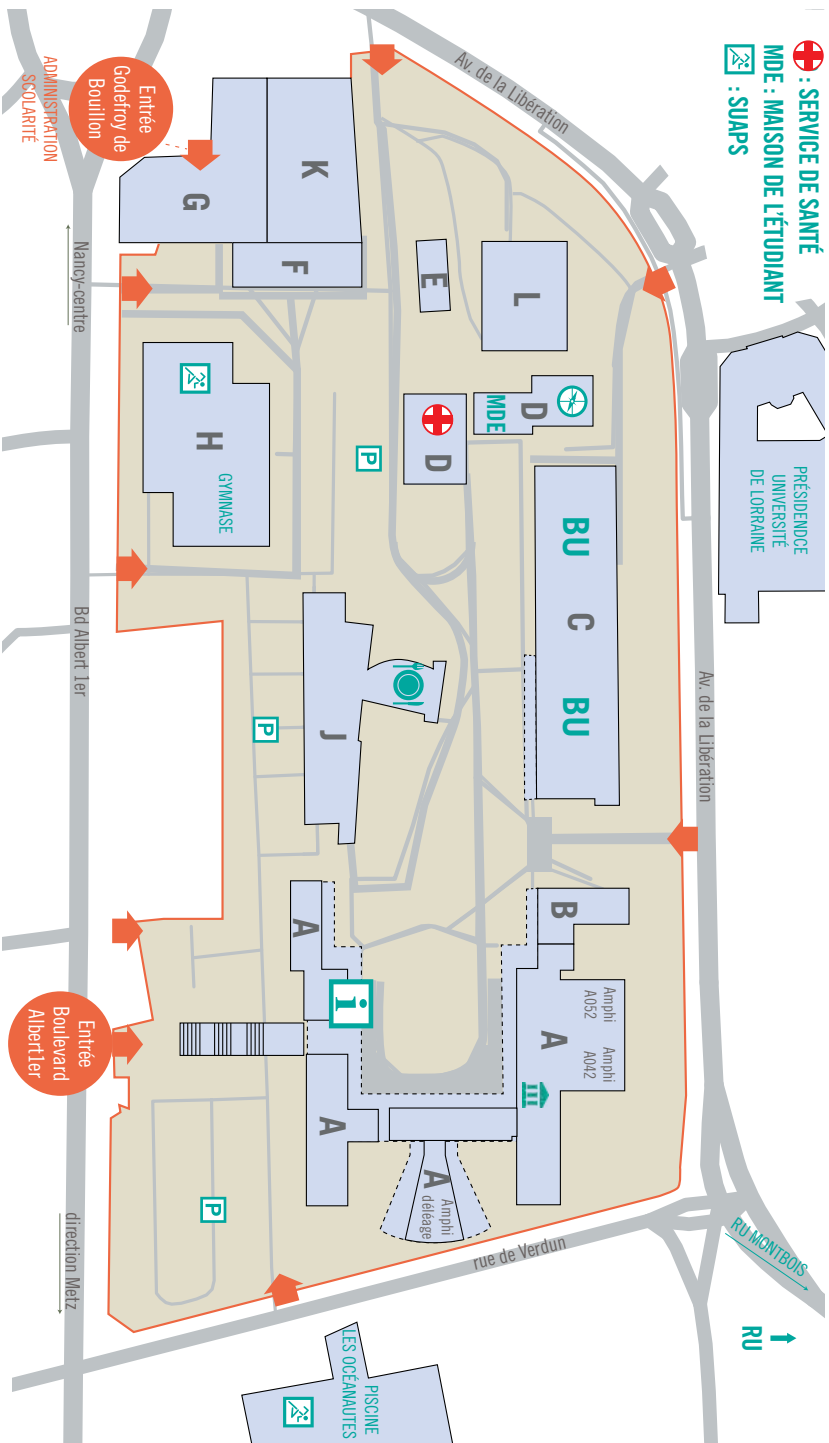 : SERVICE DE SANTÉ
MDE : MAISON DE L'ÉTUDIANT
: SUAPS
Av. de la Libération
Entrée
Godefroy de
Bouillon
ADMINISTRATION
SCOLARITÉ
K
G
F
E
L
Nancy-centre
D
MDE
D
P
H
GYMNASE
PRÉSIDENDCE
UNIVERSITÉ
DE LORRAINE
BU
C
BU
Bd Albert 1er
Av. de la Libération
J
P
B
A
Amphi
A052
Amphi
A042
A
i
A
A
Amphi
déléage
Entrée
Boulevard
Albert1er
P
direction Metz
rue de Verdun
RU MONTBOIS
RU
PISCINE
LES OCÉANAUTES